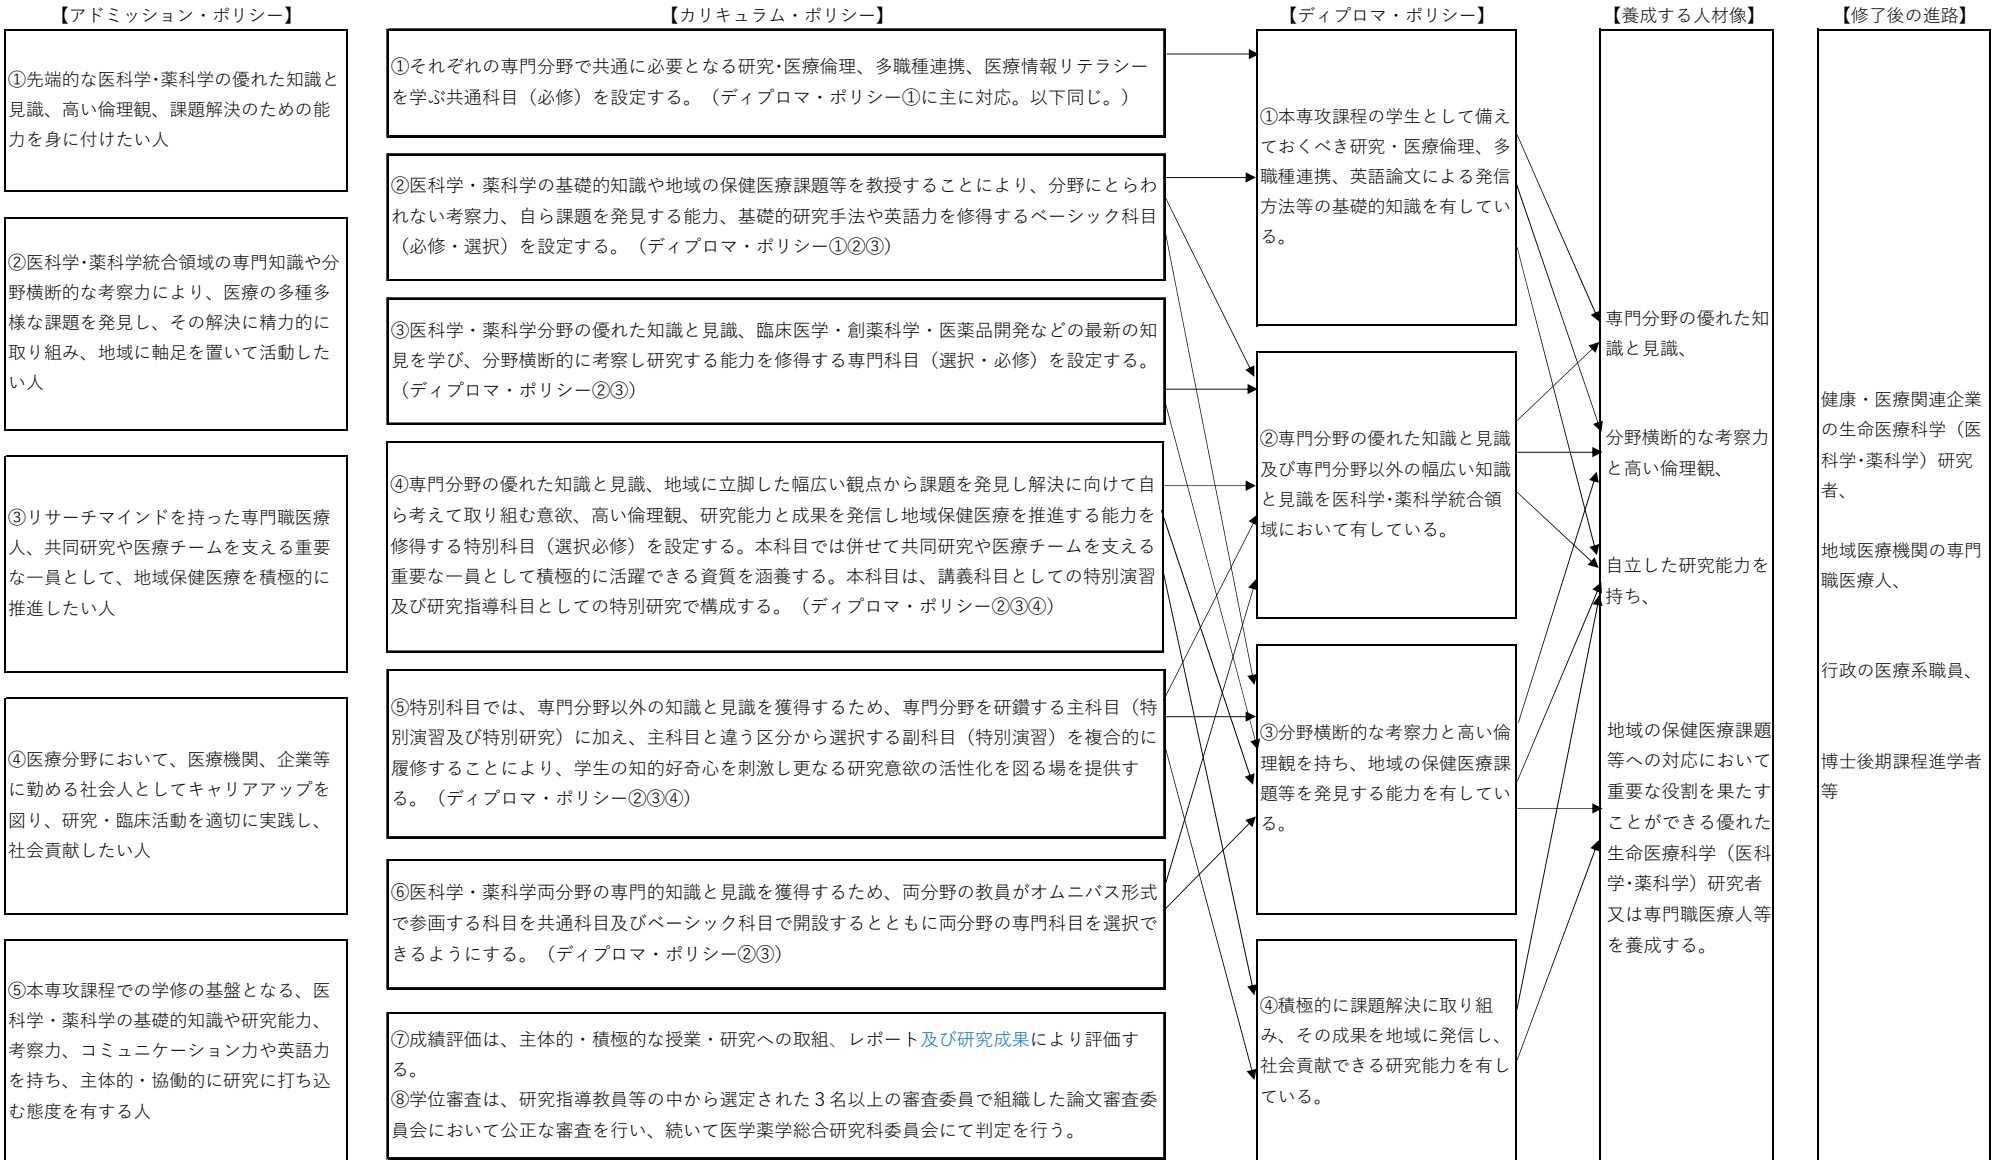 【アドミッション・ポリシー】
①先端的な医科学･薬科学の優れた知識と
見識、高い倫理観、課題解決のための能
力を身に付けたい人
②医科学･薬科学統合領域の専門知識や分
野横断的な考察力により、医療の多種多
様な課題を発見し、その解決に精力的に
取り組み、地域に軸足を置いて活動した
い人
③リサーチマインドを持った専門職医療
人、共同研究や医療チームを支える重要
な一員として、地域保健医療を積極的に
推進したい人
④医療分野において、医療機関、企業等
に勤める社会人としてキャリアアップを
図り、研究・臨床活動を適切に実践し、
社会貢献したい人
⑤本専攻課程での学修の基盤となる、医
科学・薬科学の基礎的知識や研究能力、
考察力、コミュニケーション力や英語力
を持ち、主体的・協働的に研究に打ち込
む態度を有する人
【カリキュラム・ポリシー】
①それぞれの専門分野で共通に必要となる研究･医療倫理、多職種連携、医療情報リテラシー
を学ぶ共通科目（必修）を設定する。（ディプロマ・ポリシー①に主に対応。以下同じ。）
②医科学・薬科学の基礎的知識や地域の保健医療課題等を教授することにより、分野にとらわ
れない考察力、自ら課題を発見する能力、基礎的研究手法や英語力を修得するベーシック科目
（必修・選択）を設定する。（ディプロマ・ポリシー①②③）
③医科学・薬科学分野の優れた知識と見識、臨床医学・創薬科学・医薬品開発などの最新の知
見を学び、分野横断的に考察し研究する能力を修得する専門科目（選択・必修）を設定する。
（ディプロマ・ポリシー②③）
④専門分野の優れた知識と見識、地域に立脚した幅広い観点から課題を発見し解決に向けて自
ら考えて取り組む意欲、高い倫理観、研究能力と成果を発信し地域保健医療を推進する能力を
修得する特別科目（選択必修）を設定する。本科目では併せて共同研究や医療チームを支える
重要な一員として積極的に活躍できる資質を涵養する。本科目は、講義科目としての特別演習
及び研究指導科目としての特別研究で構成する。（ディプロマ・ポリシー②③④）
⑤特別科目では、専門分野以外の知識と見識を獲得するため、専門分野を研鑽する主科目（特
別演習及び特別研究）に加え、主科目と違う区分から選択する副科目（特別演習）を複合的に
履修することにより、学生の知的好奇心を刺激し更なる研究意欲の活性化を図る場を提供す
る。（ディプロマ・ポリシー②③④）
⑥医科学・薬科学両分野の専門的知識と見識を獲得するため、両分野の教員がオムニバス形式
で参画する科目を共通科目及びベーシック科目で開設するとともに両分野の専門科目を選択で
きるようにする。（ディプロマ・ポリシー②③）
⑦成績評価は、主体的・積極的な授業・研究への取組、レポート及び研究成果により評価す
る。
⑧学位審査は、研究指導教員等の中から選定された３名以上の審査委員で組織した論文審査委
員会において公正な審査を行い、続いて医学薬学総合研究科委員会にて判定を行う。
【ディプロマ・ポリシー】
①本専攻課程の学生として備え
ておくべき研究・医療倫理、多
職種連携、英語論文による発信
方法等の基礎的知識を有してい
る。
②専門分野の優れた知識と見識
及び専門分野以外の幅広い知識
と見識を医科学･薬科学統合領
域において有している。
③分野横断的な考察力と高い倫
理観を持ち、地域の保健医療課
題等を発見する能力を有してい
る。
④積極的に課題解決に取り組
み、その成果を地域に発信し、
社会貢献できる研究能力を有し
ている。
【養成する人材像】
専門分野の優れた知
識と見識、
分野横断的な考察力
と高い倫理観、
自立した研究能力を
持ち、
地域の保健医療課題
等への対応において
重要な役割を果たす
ことができる優れた
生命医療科学（医科
学･薬科学）研究者
又は専門職医療人等
を養成する。
【修了後の進路】
健康・医療関連企業
の生命医療科学（医
科学･薬科学）研究
者、
地域医療機関の専門
職医療人、
行政の医療系職員、
博士後期課程進学者
等